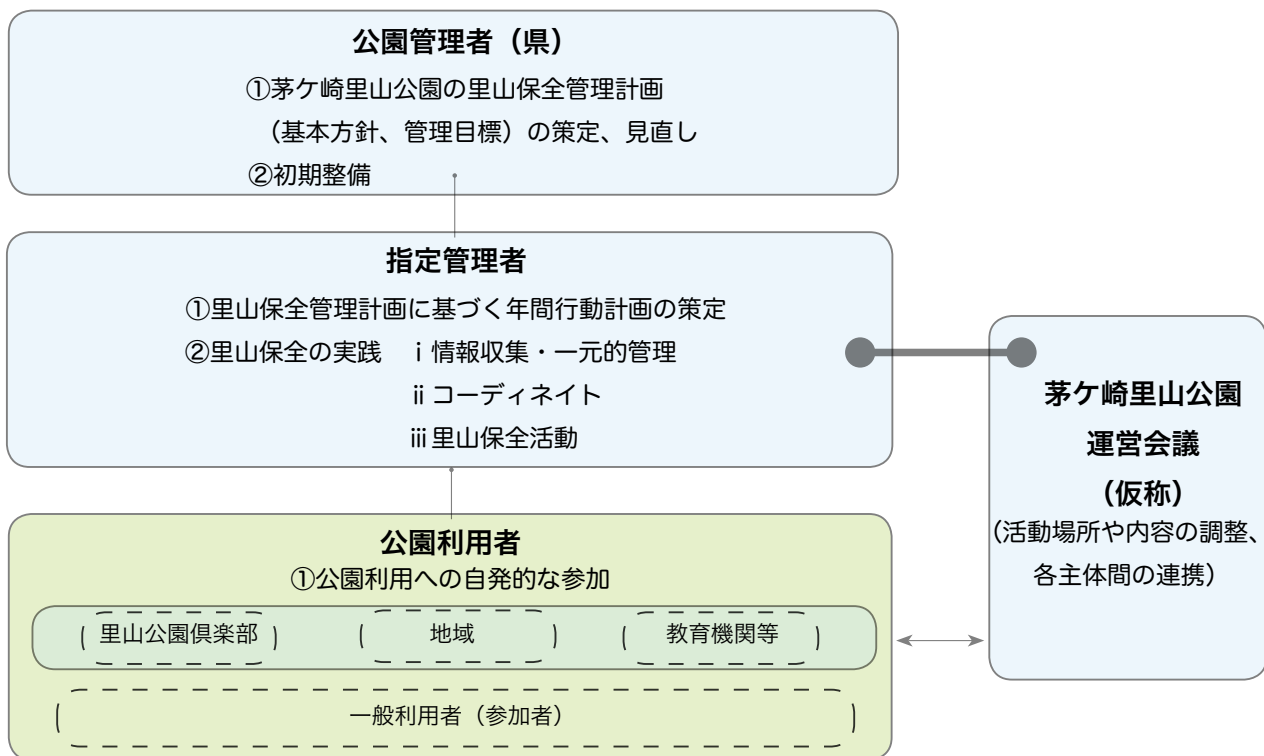 公園管理者（県）
①茅ケ崎里山公園の里山保全管理計画
（基本方針、管理目標）の策定、見直し
②初期整備
指定管理者
①里山保全管理計画に基づく年間行動計画の策定
②里山保全の実践　ⅰ情報収集・一元的管理
ⅱコーディネイト
ⅲ里山保全活動
公園利用者
①公園利用への自発的な参加
里山公園倶楽部
地域
教育機関等
一般利用者（参加者）
茅ケ崎里山公園
運営会議
（仮称）
（活動場所や内容の調整、
各主体間の連携）